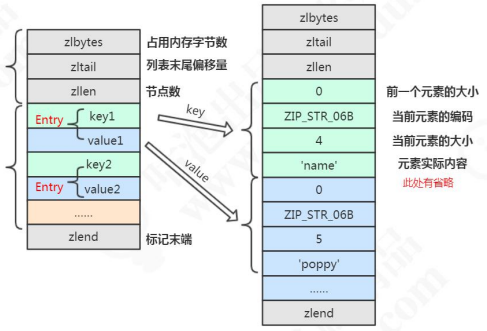 zlbytes
占用内存字节数
zltail
列表末尾偏移量
zllen
节点数
Entry
key1
value1
Entry
key2
value2
......
zlend
标记末端
key
value
zlbytes
zltail
zllen
0
前一个元素的大小
ZIP_STR_06B
当前元素的编码
4
当前元素的大小
'name'
元素实际内容
此处有省略
0
ZIP_STR_06B
5
'poppy'
......
zlend